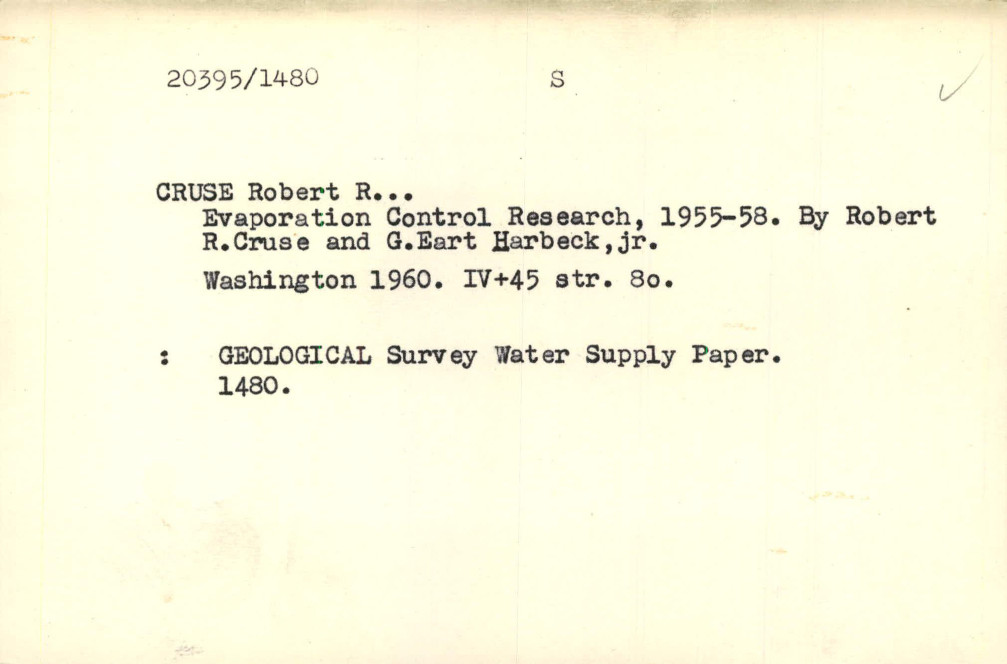 20395/1480 S
CRUSE Robert R...
Evaporation Control Research, 1955-58. By Robert
R.Cruse and G.Eart Harbeck,jr.
Washington 1960. IV+45 str. 8o.
: GEOLOGICAL Survey Water Supply Paper.
1480.